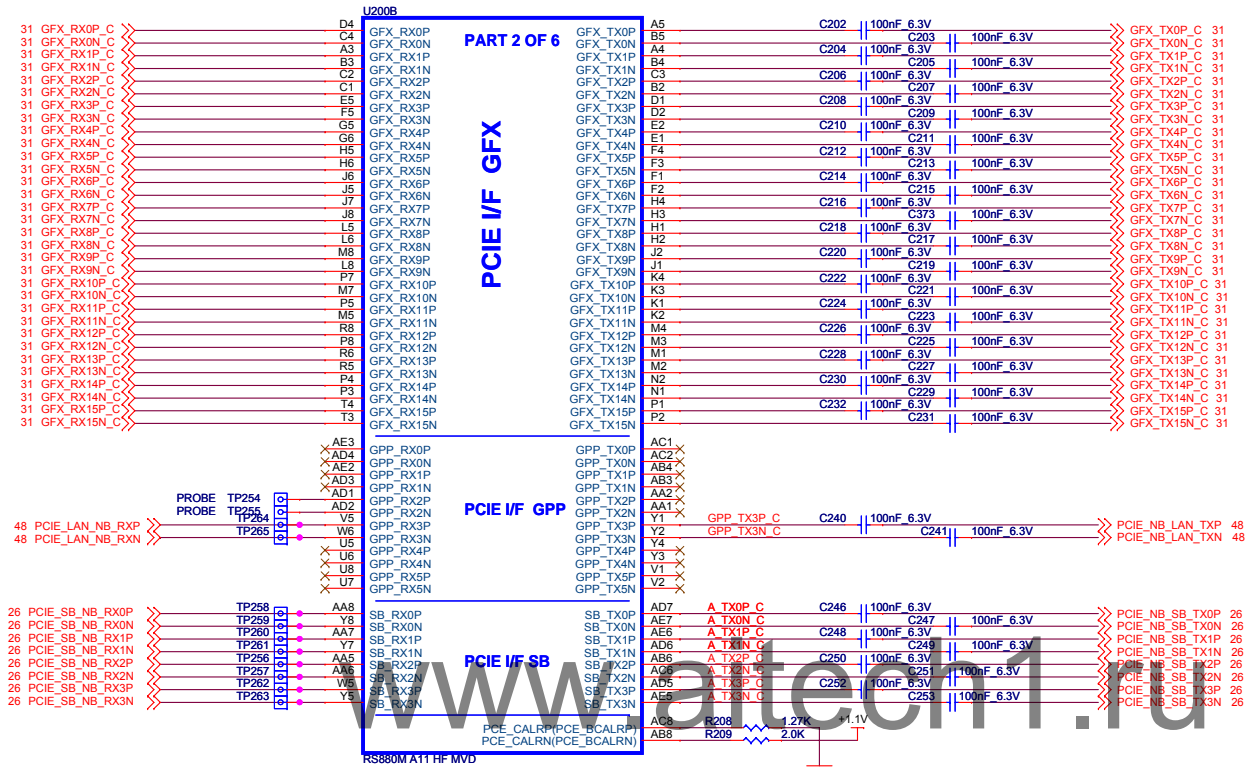 U200B
PART 2 OF 6
PCIE I/F GFX
31 GFX_RX0P_C D4 GFX_RX0P GFX_TX0P A5 C202 100nF_6.3V GFX_TX0P_C 31
31 GFX_RX0N_C C4 GFX_RX0N GFX_TX0N B5 C203 100nF_6.3V GFX_TX0N_C 31
31 GFX_RX1P_C A3 GFX_RX1P GFX_TX1P A4 C204 100nF_6.3V GFX_TX1P_C 31
31 GFX_RX1N_C B3 GFX_RX1N GFX_TX1N B4 C205 100nF_6.3V GFX_TX1N_C 31
31 GFX_RX2P_C C2 GFX_RX2P GFX_TX2P C3 C206 100nF_6.3V GFX_TX2P_C 31
31 GFX_RX2N_C C1 GFX_RX2N GFX_TX2N B2 C207 100nF_6.3V GFX_TX2N_C 31
31 GFX_RX3P_C E5 GFX_RX3P GFX_TX3P D1 C208 100nF_6.3V GFX_TX3P_C 31
31 GFX_RX3N_C F5 GFX_RX3N GFX_TX3N D2 C209 100nF_6.3V GFX_TX3N_C 31
31 GFX_RX4P_C G5 GFX_RX4P GFX_TX4P E2 C210 100nF_6.3V GFX_TX4P_C 31
31 GFX_RX4N_C G6 GFX_RX4N GFX_TX4N E1 C211 100nF_6.3V GFX_TX4N_C 31
31 GFX_RX5P_C H5 GFX_RX5P GFX_TX5P F4 C212 100nF_6.3V GFX_TX5P_C 31
31 GFX_RX5N_C H6 GFX_RX5N GFX_TX5N F3 C213 100nF_6.3V GFX_TX5N_C 31
31 GFX_RX6P_C J6 GFX_RX6P GFX_TX6P F1 C214 100nF_6.3V GFX_TX6P_C 31
31 GFX_RX6N_C J5 GFX_RX6N GFX_TX6N F2 C215 100nF_6.3V GFX_TX6N_C 31
31 GFX_RX7P_C J7 GFX_RX7P GFX_TX7P H4 C216 100nF_6.3V GFX_TX7P_C 31
31 GFX_RX7N_C J8 GFX_RX7N GFX_TX7N H3 C373 100nF_6.3V GFX_TX7N_C 31
31 GFX_RX8P_C L5 GFX_RX8P GFX_TX8P H1 C218 100nF_6.3V GFX_TX8P_C 31
31 GFX_RX8N_C L6 GFX_RX8N GFX_TX8N H2 C217 100nF_6.3V GFX_TX8N_C 31
31 GFX_RX9P_C M8 GFX_RX9P GFX_TX9P J2 C220 100nF_6.3V GFX_TX9P_C 31
31 GFX_RX9N_C L8 GFX_RX9N GFX_TX9N J1 C219 100nF_6.3V GFX_TX9N_C 31
31 GFX_RX10P_C P7 GFX_RX10P GFX_TX10P K4 C222 100nF_6.3V GFX_TX10P_C 31
31 GFX_RX10N_C M7 GFX_RX10N GFX_TX10N K3 C221 100nF_6.3V GFX_TX10N_C 31
31 GFX_RX11P_C P5 GFX_RX11P GFX_TX11P K1 C224 100nF_6.3V GFX_TX11P_C 31
31 GFX_RX11N_C M5 GFX_RX11N GFX_TX11N K2 C223 100nF_6.3V GFX_TX11N_C 31
31 GFX_RX12P_C R8 GFX_RX12P GFX_TX12P M4 C226 100nF_6.3V GFX_TX12P_C 31
31 GFX_RX12N_C P8 GFX_RX12N GFX_TX12N M3 C225 100nF_6.3V GFX_TX12N_C 31
31 GFX_RX13P_C R6 GFX_RX13P GFX_TX13P M1 C228 100nF_6.3V GFX_TX13P_C 31
31 GFX_RX13N_C R5 GFX_RX13N GFX_TX13N M2 C227 100nF_6.3V GFX_TX13N_C 31
31 GFX_RX14P_C P4 GFX_RX14P GFX_TX14P N2 C230 100nF_6.3V GFX_TX14P_C 31
31 GFX_RX14N_C P3 GFX_RX14N GFX_TX14N N1 C229 100nF_6.3V GFX_TX14N_C 31
31 GFX_RX15P_C T4 GFX_RX15P GFX_TX15P P1 C232 100nF_6.3V GFX_TX15P_C 31
31 GFX_RX15N_C T3 GFX_RX15N GFX_TX15N P2 C231 100nF_6.3V GFX_TX15N_C 31
AE3 GPP_RX0P GPP_TX0P AC1
AD4 GPP_RX0N GPP_TX0N AC2
AE2 GPP_RX1P GPP_TX1P AB4
AD3 GPP_RX1N GPP_TX1N AB3
PROBE TP254 AD1 GPP_RX2P GPP_TX2P AA2
PROBE TP255 AD2 GPP_RX2N PCIE I/F GPP GPP_TX2N AA1
48 PCIE_LAN_NB_RXP TP264 V5 GPP_RX3P GPP_TX3P Y1 GPP_TX3P_C C240 100nF_6.3V PCIE_NB_LAN_TXP 48
48 PCIE_LAN_NB_RXN TP265 W6 GPP_RX3N GPP_TX3N Y2 GPP_TX3N_C C241 100nF_6.3V PCIE_NB_LAN_TXN 48
U5 GPP_RX4P GPP_TX4P Y4
U6 GPP_RX4N GPP_TX4N Y3
U8 GPP_RX5P GPP_TX5P V1
U7 GPP_RX5N GPP_TX5N V2
26 PCIE_SB_NB_RX0P TP258 AA8 SB_RX0P SB_TX0P AD7 A_TX0P_C C246 100nF_6.3V PCIE_NB_SB_TX0P 26
26 PCIE_SB_NB_RX0N TP259 Y8 SB_RX0N SB_TX0N AE7 A_TX0N_C C247 100nF_6.3V PCIE_NB_SB_TX0N 26
26 PCIE_SB_NB_RX1P TP260 AA7 SB_RX1P SB_TX1P AE6 A_TX1P_C C248 100nF_6.3V PCIE_NB_SB_TX1P 26
26 PCIE_SB_NB_RX1N TP261 Y7 SB_RX1N SB_TX1N AD6 A_TX1N_C C249 100nF_6.3V PCIE_NB_SB_TX1N 26
26 PCIE_SB_NB_RX2P TP256 AA5 SB_RX2P PCIE I/F SB SB_TX2P AB6 A_TX2P_C C250 100nF_6.3V PCIE_NB_SB_TX2P 26
26 PCIE_SB_NB_RX2N TP257 AA6 SB_RX2N SB_TX2N AC6 A_TX2N_C C251 100nF_6.3V PCIE_NB_SB_TX2N 26
26 PCIE_SB_NB_RX3P TP262 W5 SB_RX3P SB_TX3P AD5 A_TX3P_C C252 100nF_6.3V PCIE_NB_SB_TX3P 26
26 PCIE_SB_NB_RX3N TP263 Y5 SB_RX3N SB_TX3N AE5 A_TX3N_C C253 100nF_6.3V PCIE_NB_SB_TX3N 26
www.aitech1.ru
PCE_CALRP(PCE_BCALRP) AC8 R208 1.27K +1.1V
PCE_CALRN(PCE_BCALRN) AB8 R209 2.0K
RS880M A11 HF MVD